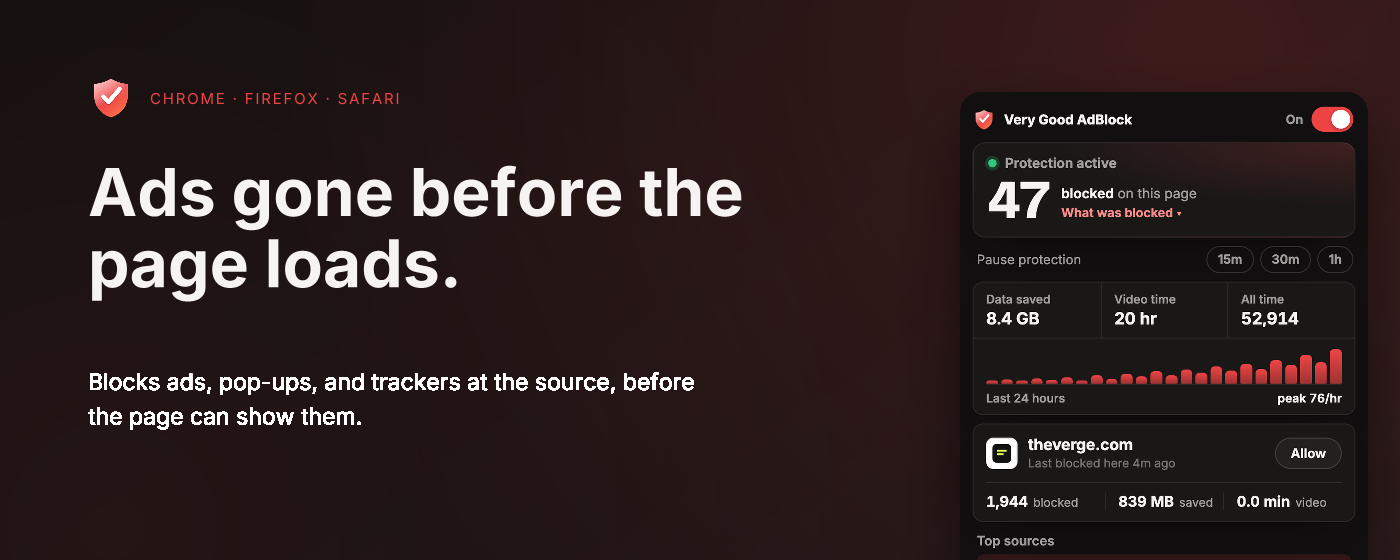 CHROME · FIREFOX · SAFARI
Ads gone before the
page loads.
Blocks ads, pop-ups, and trackers at the source, before
the page can show them.
Very Good AdBlock
On
Protection active
47
blocked on this page
What was blocked ▾
Pause protection
15m
30m
1h
Data saved
8.4 GB
Video time
20 hr
All time
52,914
Last 24 hours
peak 76/hr
theverge.com
Last blocked here 4m ago
Allow
1,944 blocked
839 MB saved
0.0 min video
Top sources